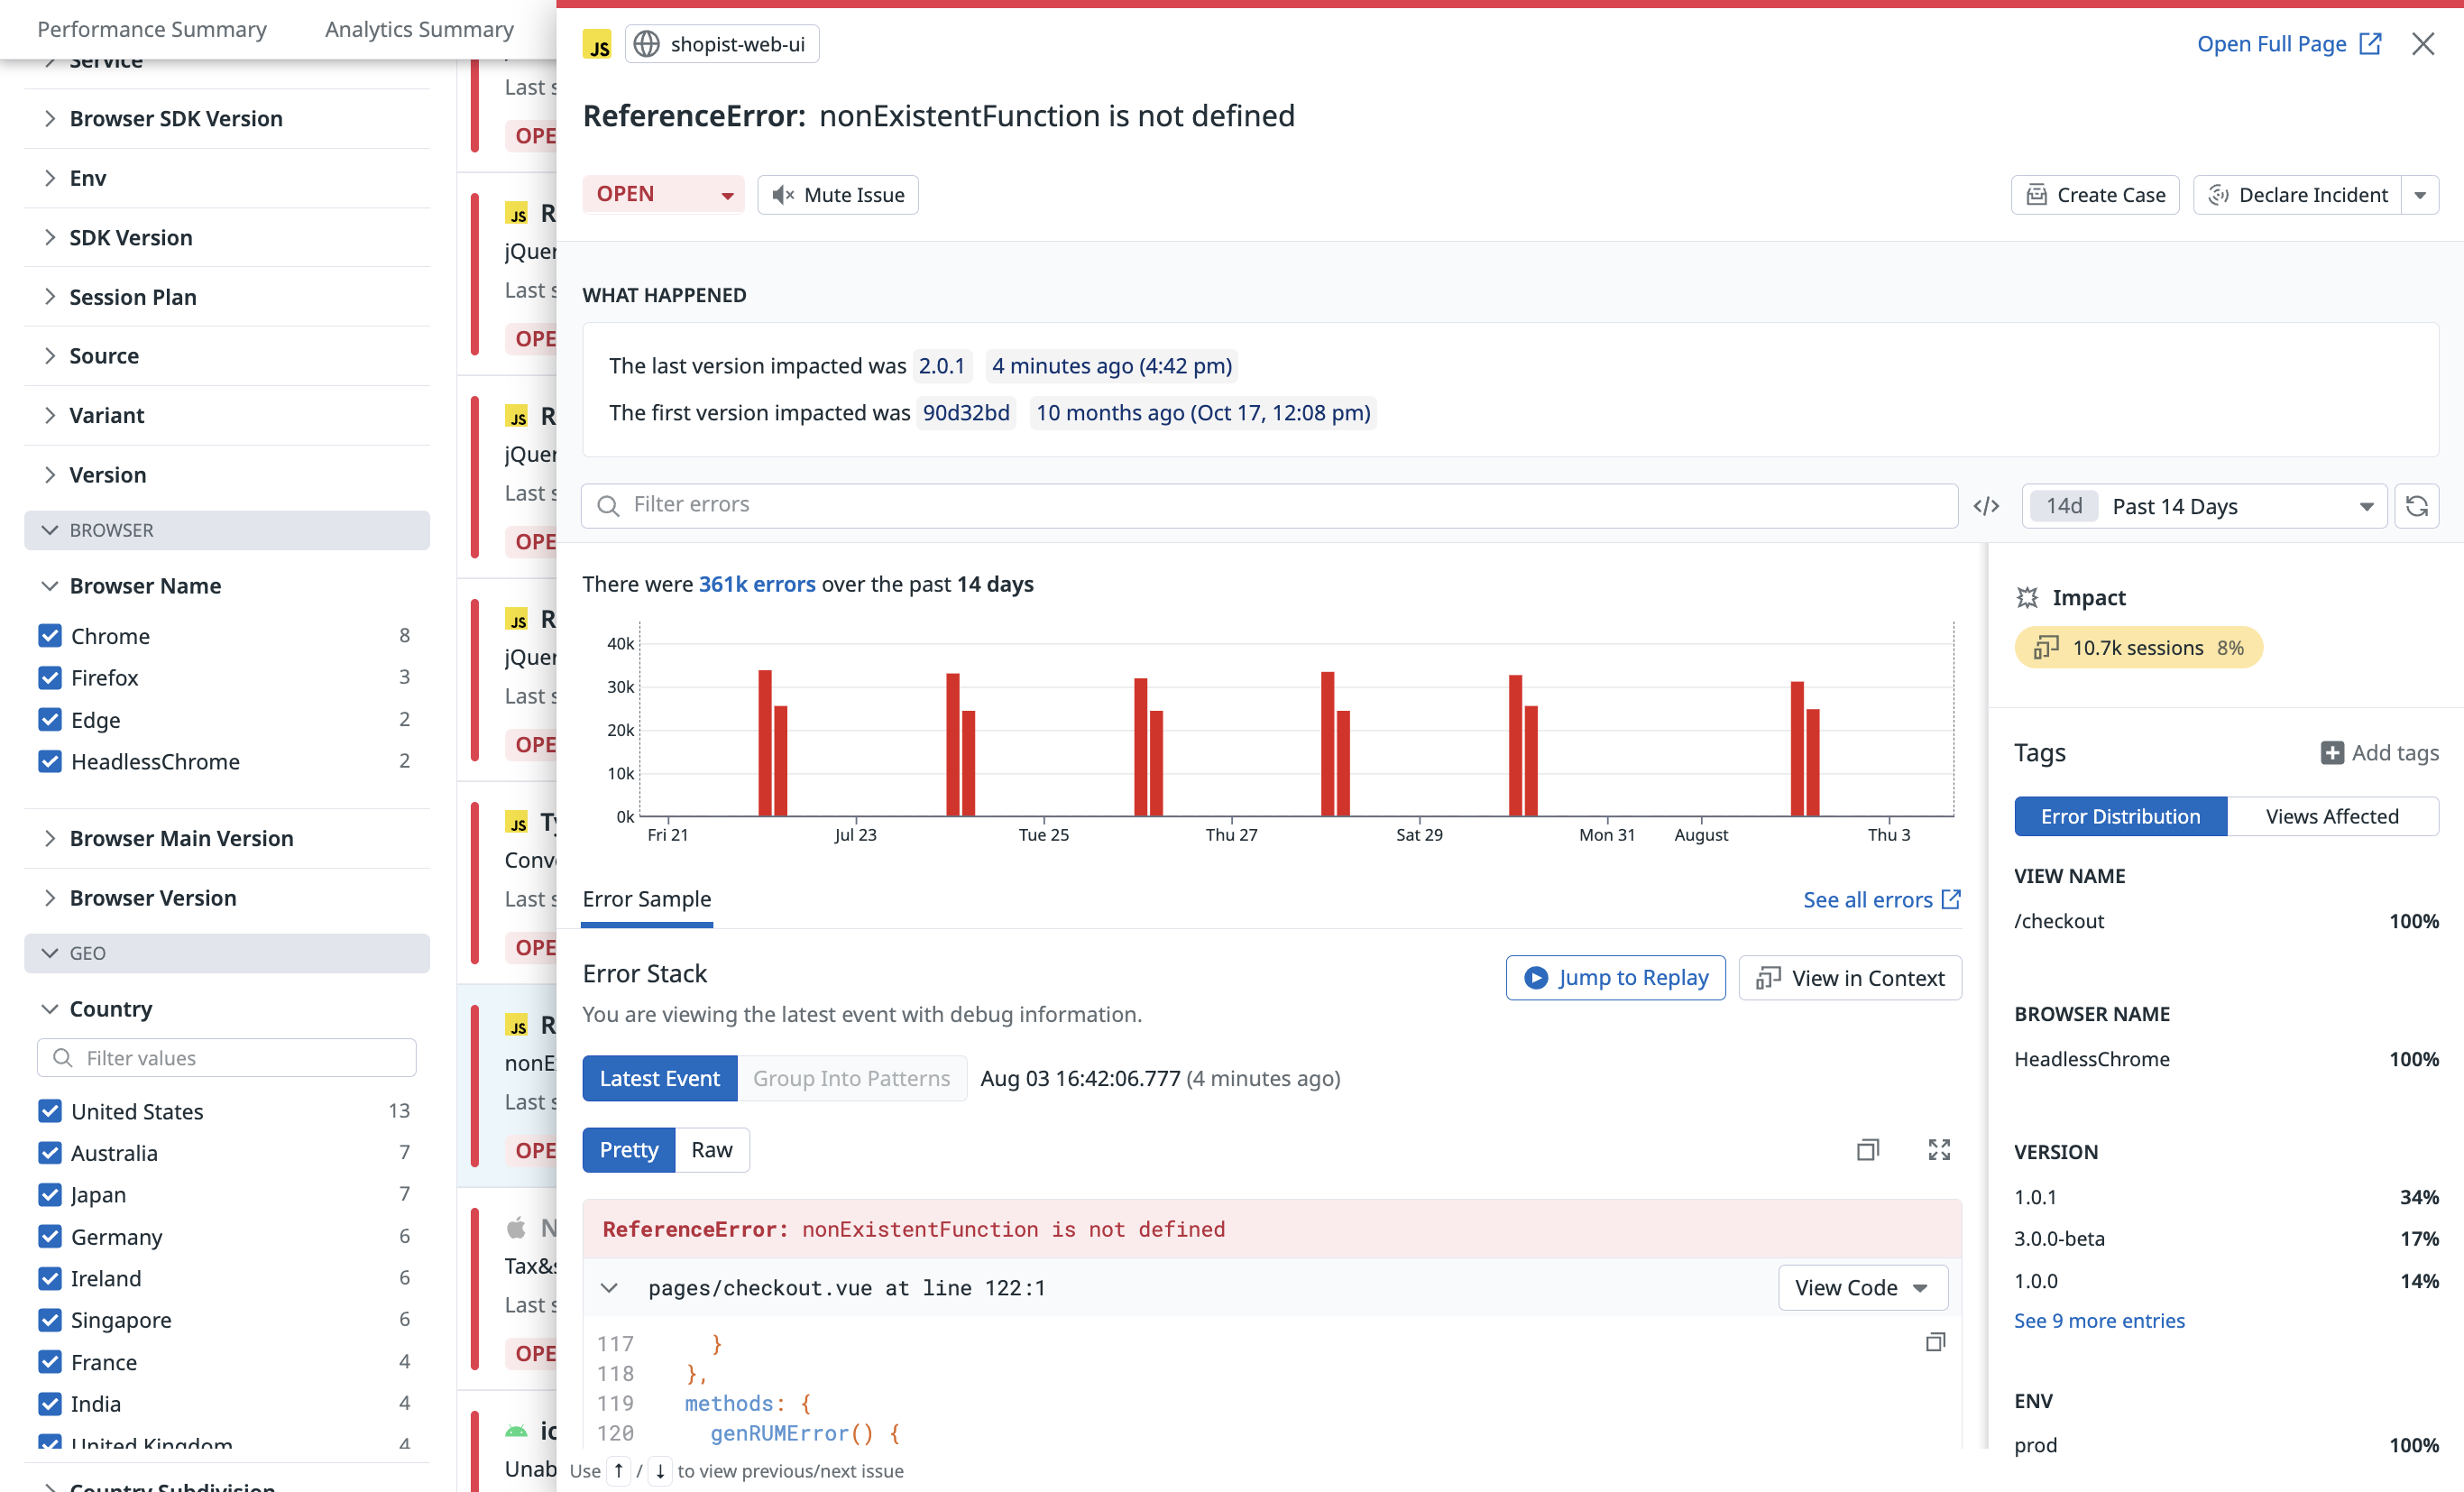 Performance Summary
Analytics Summary
Service
Browser SDK Version
Env
SDK Version
Session Plan
Source
Variant
Version
BROWSER
Browser Name
Chrome 8
Firefox 3
Edge 2
HeadlessChrome 2
Browser Main Version
Browser Version
GEO
Country
Filter values
United States 13
Australia 7
Japan 7
Germany 6
Ireland 6
Singapore 6
France 4
India 4
United Kingdom 4
Country Subdivision
Last s
OPE
JS R
jQuer
Last s
OPE
JS R
jQuer
Last s
OPE
JS R
jQuer
Last s
OPE
JS Ty
Conve
Last s
OPE
JS R
nonE
Last s
OPE
N
Tax&s
Last s
OPE
ic
Unab
JS shopist-web-ui
Open Full Page
ReferenceError: nonExistentFunction is not defined
OPEN
Mute Issue
Create Case
Declare Incident
WHAT HAPPENED
The last version impacted was 2.0.1 4 minutes ago (4:42 pm)
The first version impacted was 90d32bd 10 months ago (Oct 17, 12:08 pm)
Filter errors
</>
14d Past 14 Days
There were 361k errors over the past 14 days
40k
30k
20k
10k
0k
Fri 21 Jul 23 Tue 25 Thu 27 Sat 29 Mon 31 August Thu 3
Error Sample
See all errors
Error Stack
You are viewing the latest event with debug information.
Jump to Replay
View in Context
Latest Event Group Into Patterns Aug 03 16:42:06.777 (4 minutes ago)
Pretty Raw
ReferenceError: nonExistentFunction is not defined
pages/checkout.vue at line 122:1
View Code
117 }
118 },
119 methods: {
120 genRUMError() {
Use ↑ / ↓ to view previous/next issue
Impact
10.7k sessions 8%
Tags
Add tags
Error Distribution Views Affected
VIEW NAME
/checkout 100%
BROWSER NAME
HeadlessChrome 100%
VERSION
1.0.1 34%
3.0.0-beta 17%
1.0.0 14%
See 9 more entries
ENV
prod 100%